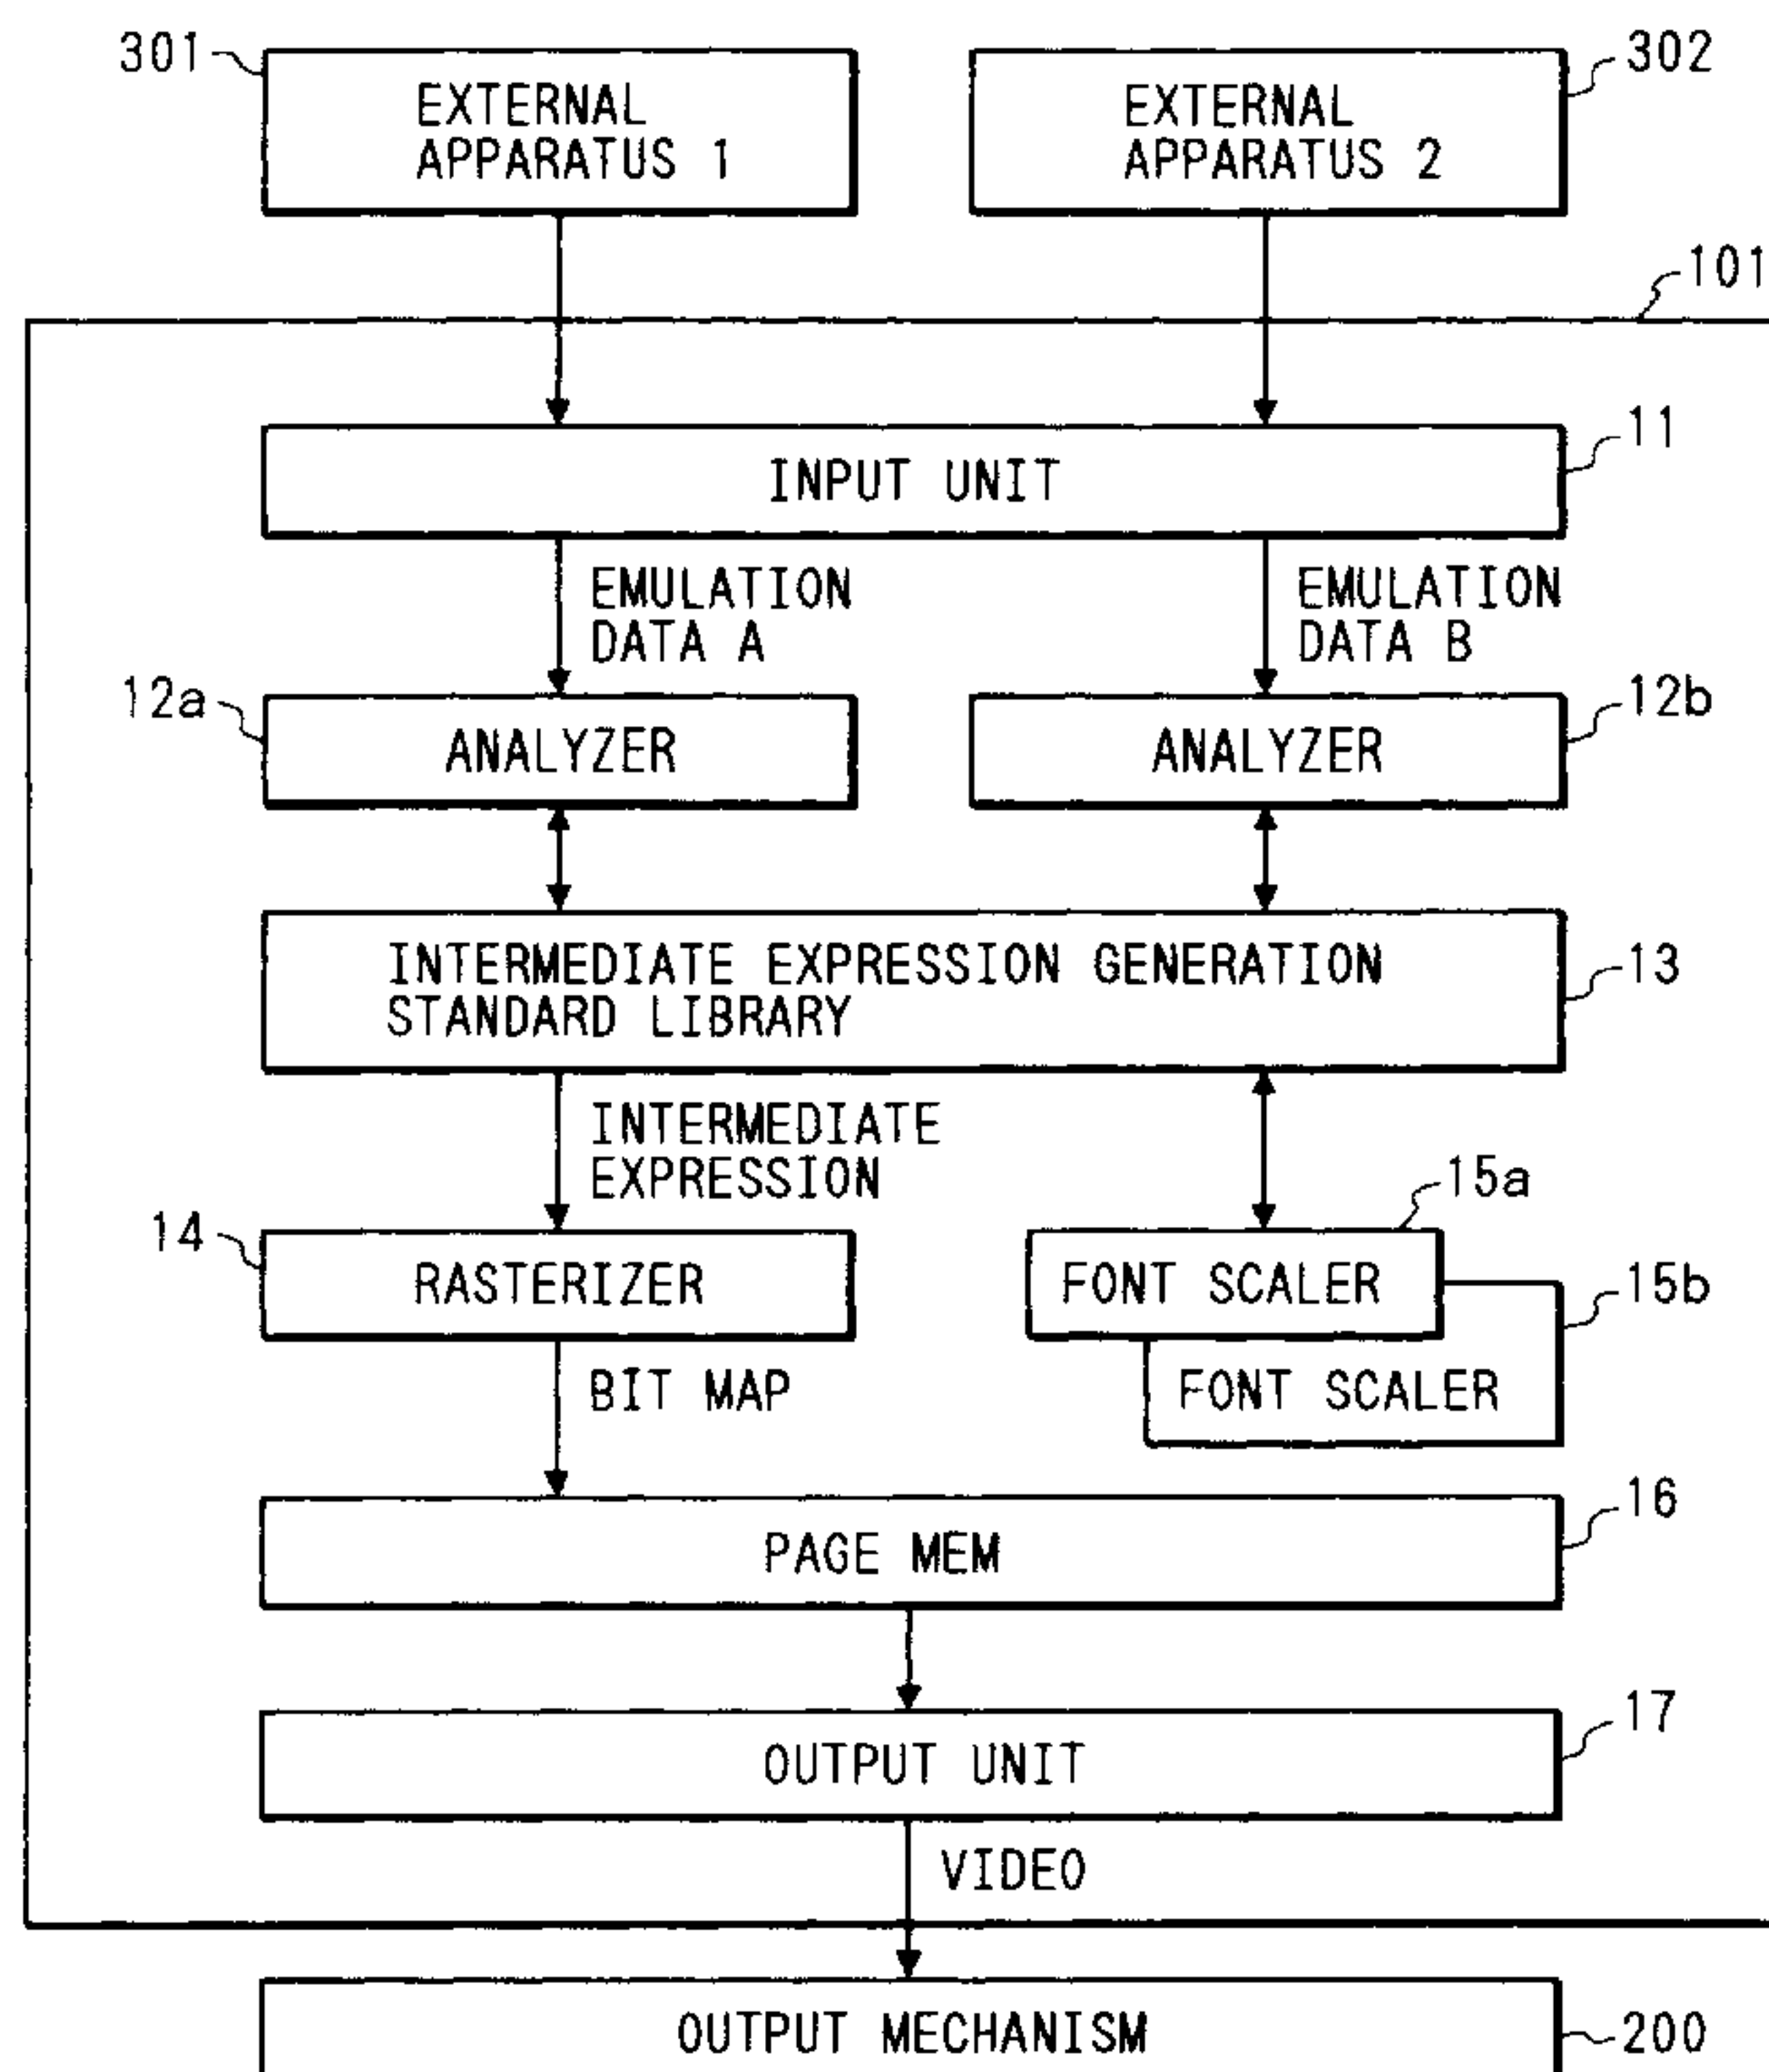 301
EXTERNAL
APPARATUS 1
EXTERNAL
APPARATUS 2
302
101
INPUT UNIT
11
EMULATION
DATA A
EMULATION
DATA B
12a
ANALYZER
ANALYZER
12b
INTERMEDIATE EXPRESSION GENERATION
STANDARD LIBRARY
13
INTERMEDIATE
EXPRESSION
15a
14
RASTERIZER
FONT SCALER
15b
BIT MAP
FONT SCALER
16
PAGE MEM
17
OUTPUT UNIT
VIDEO
OUTPUT MECHANISM
200